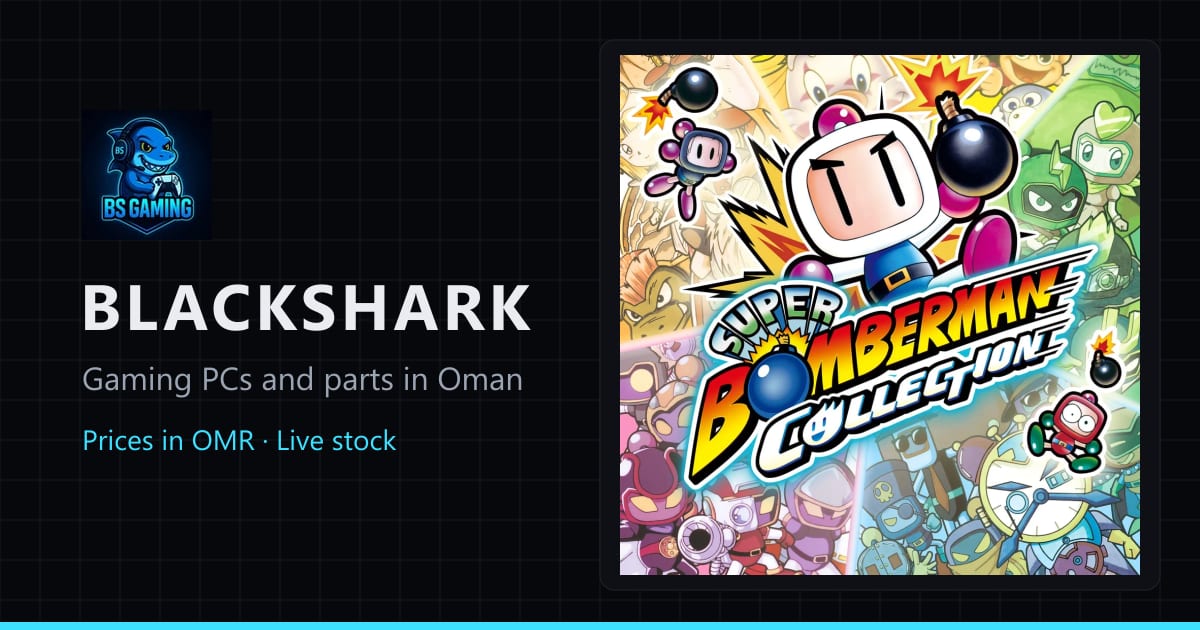 BS
BS GAMING
BLACKSHARK
Gaming PCs and parts in Oman
Prices in OMR · Live stock
SUPER
BOMBERMAN
COLLECTION